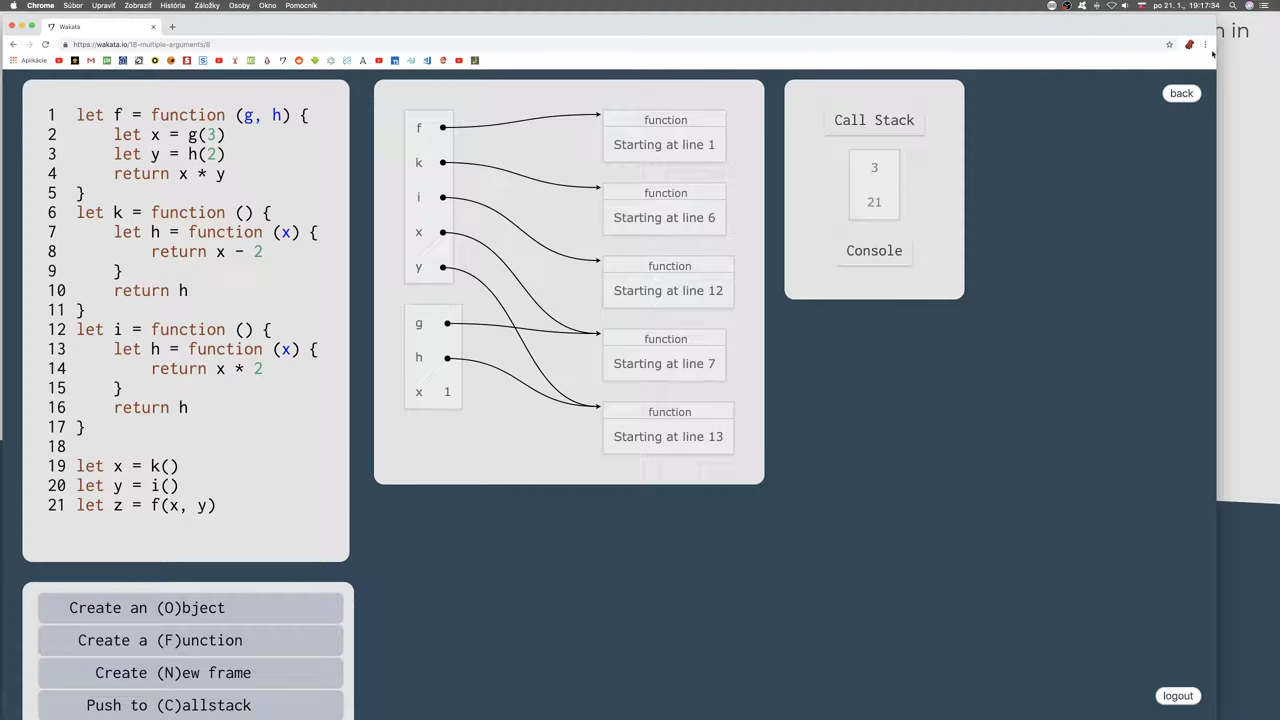 Chrome Súbor Upraviť Zobraziť História Záložky Osoby Okno Pomocník
po 21. 1., 19:17:34
Wakata
https://wakata.io/18-multiple-arguments/8
Aplikácie
n in
1 let f = function (g, h) {
2 let x = g(3)
3 let y = h(2)
4 return x * y
5 }
6 let k = function () {
7 let h = function (x) {
8 return x - 2
9 }
10 return h
11 }
12 let i = function () {
13 let h = function (x) {
14 return x * 2
15 }
16 return h
17 }
18
19 let x = k()
20 let y = i()
21 let z = f(x, y)
Create an (O)bject
Create a (F)unction
Create (N)ew frame
Push to (C)allstack
f
k
i
x
y
g
h
x 1
function
Starting at line 1
function
Starting at line 6
function
Starting at line 12
function
Starting at line 7
function
Starting at line 13
Call Stack
3
21
Console
back
logout